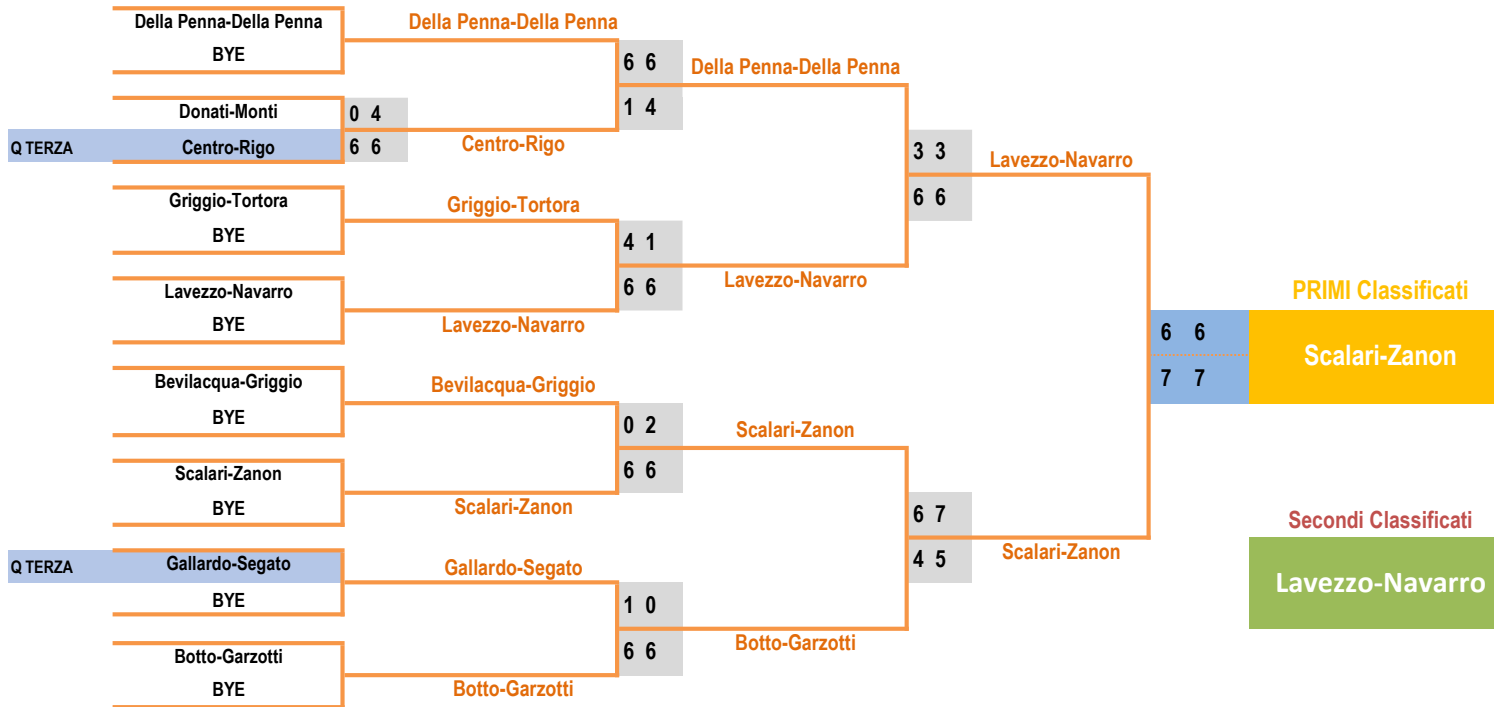 Della Penna-Della Penna
BYE
Donati-Monti
0 4
Q TERZA
Centro-Rigo
6 6
Griggio-Tortora
BYE
Lavezzo-Navarro
BYE
Bevilacqua-Griggio
BYE
Scalari-Zanon
BYE
Q TERZA
Gallardo-Segato
BYE
Botto-Garzotti
BYE
Della Penna-Della Penna
6 6
1 4
Centro-Rigo
Griggio-Tortora
4 1
6 6
Lavezzo-Navarro
Bevilacqua-Griggio
0 2
6 6
Scalari-Zanon
Gallardo-Segato
1 0
6 6
Botto-Garzotti
Della Penna-Della Penna
3 3
6 6
Lavezzo-Navarro
Scalari-Zanon
6 7
4 5
Botto-Garzotti
Lavezzo-Navarro
6 6
7 7
Scalari-Zanon
PRIMI Classificati
Scalari-Zanon
Secondi Classificati
Lavezzo-Navarro